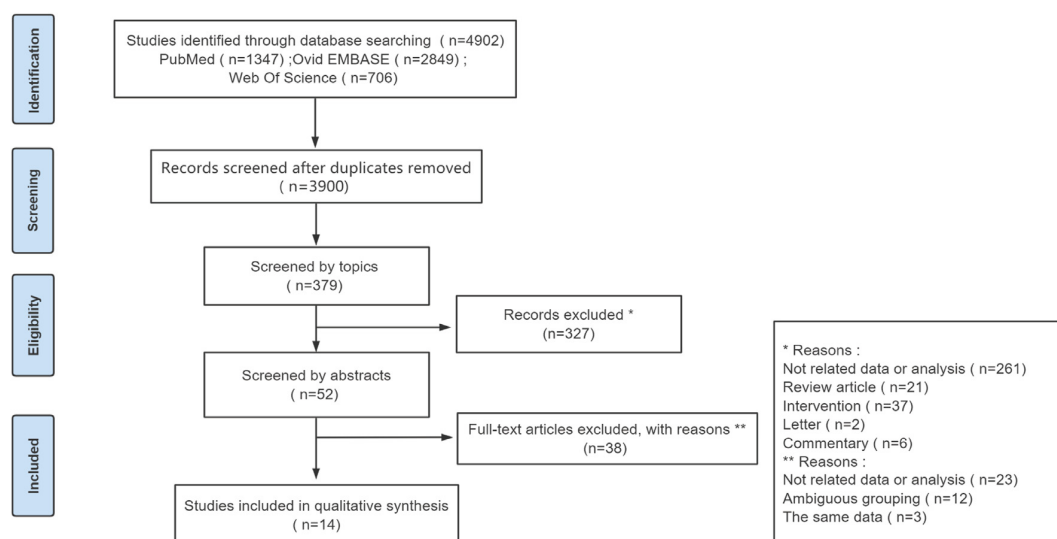 Identification
Studies identified through database searching ( n=4902)
PubMed ( n=1347) ;Ovid EMBASE ( n=2849) ;
Web Of Science ( n=706)
Screening
Records screened after duplicates removed
( n=3900)
Screened by topics
( n=379)
Eligibility
Records excluded *
(n=327)
Screened by abstracts
(n=52)
Included
Full-text articles excluded, with reasons **
(n=38)
Studies included in qualitative synthesis
(n=14)
* Reasons :
Not related data or analysis ( n=261)
Review article ( n=21)
Intervention ( n=37)
Letter ( n=2)
Commentary ( n=6)
** Reasons :
Not related data or analysis ( n=23)
Ambiguous grouping ( n=12)
The same data ( n=3)